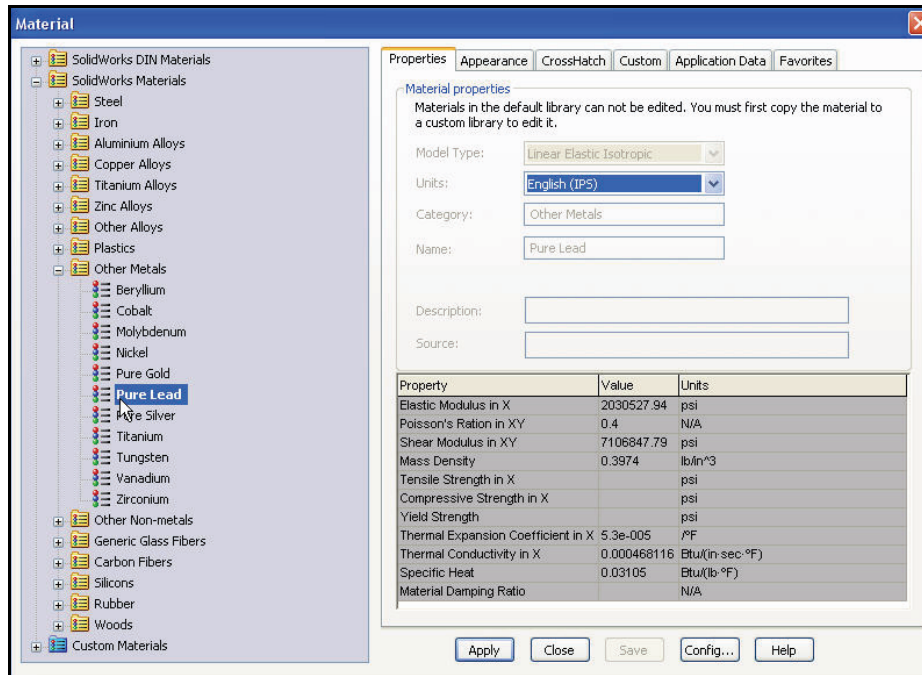 Material
SolidWorks DIN Materials
SolidWorks Materials
Steel
Iron
Aluminium Alloys
Copper Alloys
Titanium Alloys
Zinc Alloys
Other Alloys
Plastics
Other Metals
Beryllium
Cobalt
Molybdenum
Nickel
Pure Gold
Pure Lead
Pure Silver
Titanium
Tungsten
Vanadium
Zirconium
Other Non-metals
Generic Glass Fibers
Carbon Fibers
Silicons
Rubber
Woods
Custom Materials
Properties Appearance CrossHatch Custom Application Data Favorites
Material properties
Materials in the default library can not be edited. You must first copy the material to
a custom library to edit it.
Model Type: Linear Elastic Isotropic
Units: English (IPS)
Category: Other Metals
Name: Pure Lead
Description:
Source:
Property Value Units
Elastic Modulus in X 2030527.94 psi
Poisson's Ration in XY 0.4 N/A
Shear Modulus in XY 7106847.79 psi
Mass Density 0.3974 lb/in^3
Tensile Strength in X psi
Compressive Strength in X psi
Yield Strength psi
Thermal Expansion Coefficient in X 5.3e-005 /°F
Thermal Conductivity in X 0.000468116 Btu/(in·sec·°F)
Specific Heat 0.03105 Btu/(lb·°F)
Material Damping Ratio N/A
Apply Close Save Config... Help